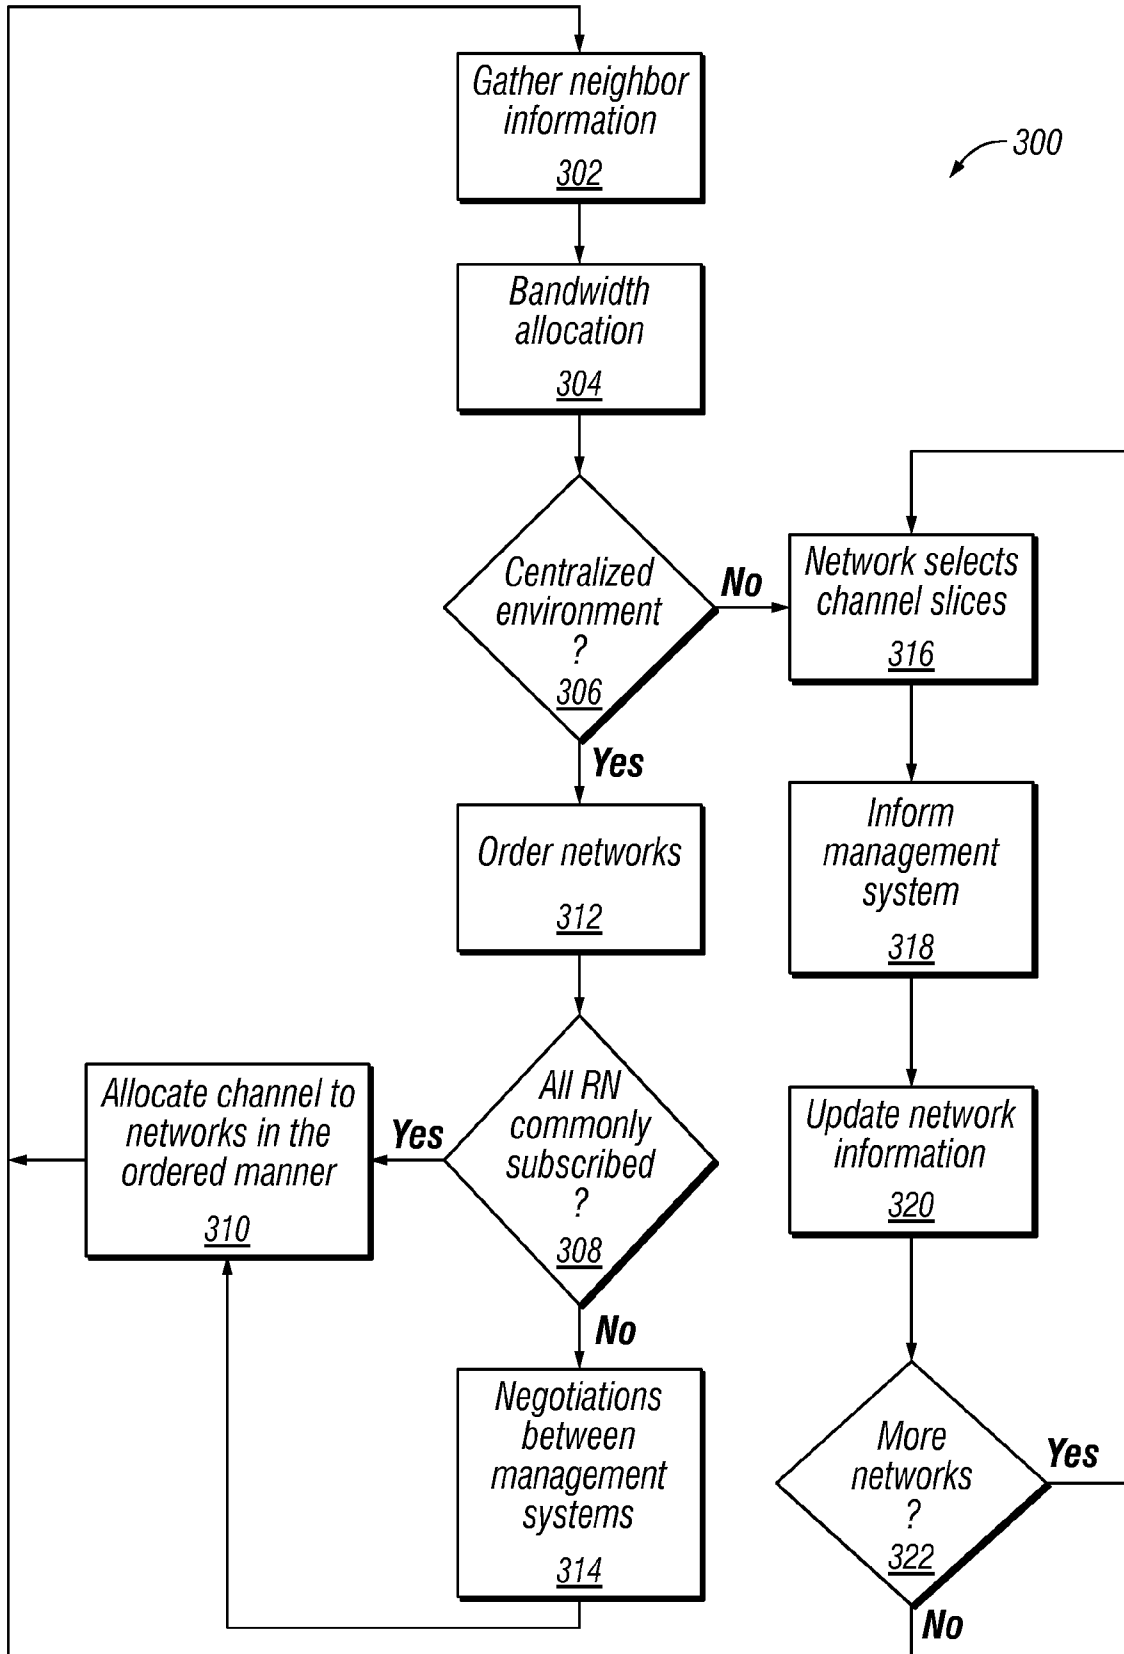 Gather neighbor
information
302
300
Bandwidth
allocation
304
Centralized
environment
?
306
No
Yes
Network selects
channel slices
316
Order networks
312
Inform
management
system
318
All RN
commonly
subscribed
?
308
Yes
No
Allocate channel to
networks in the
ordered manner
310
Update network
information
320
Negotiations
between
management
systems
314
More
networks
?
322
Yes
No